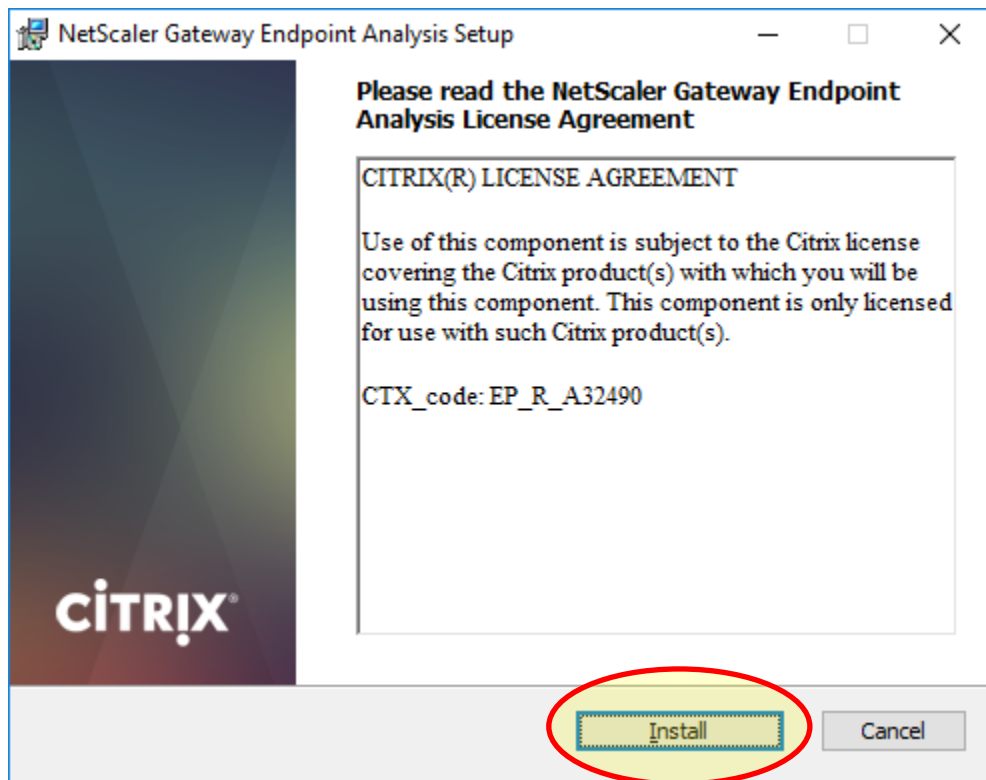 NetScaler Gateway Endpoint Analysis Setup
Please read the NetScaler Gateway Endpoint
Analysis License Agreement
CITRIX(R) LICENSE AGREEMENT
Use of this component is subject to the Citrix license
covering the Citrix product(s) with which you will be
using this component. This component is only licensed
for use with such Citrix product(s).
CTX_code: EP_R_A32490
CİTRỊX®
Install
Cancel